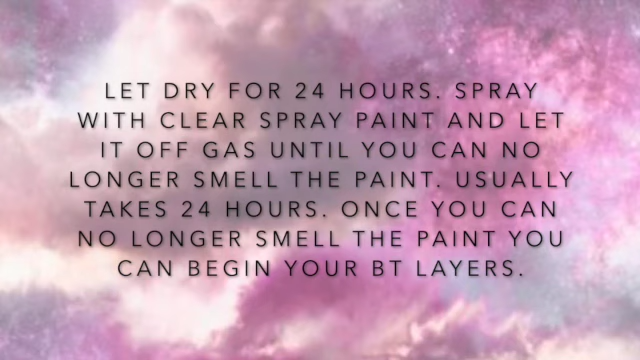 LET DRY FOR 24 HOURS. SPRAY
WITH CLEAR SPRAY PAINT AND LET
IT OFF GAS UNTIL YOU CAN NO
LONGER SMELL THE PAINT. USUALLY
TAKES 24 HOURS. ONCE YOU CAN
NO LONGER SMELL THE PAINT YOU
CAN BEGIN YOUR BT LAYERS.